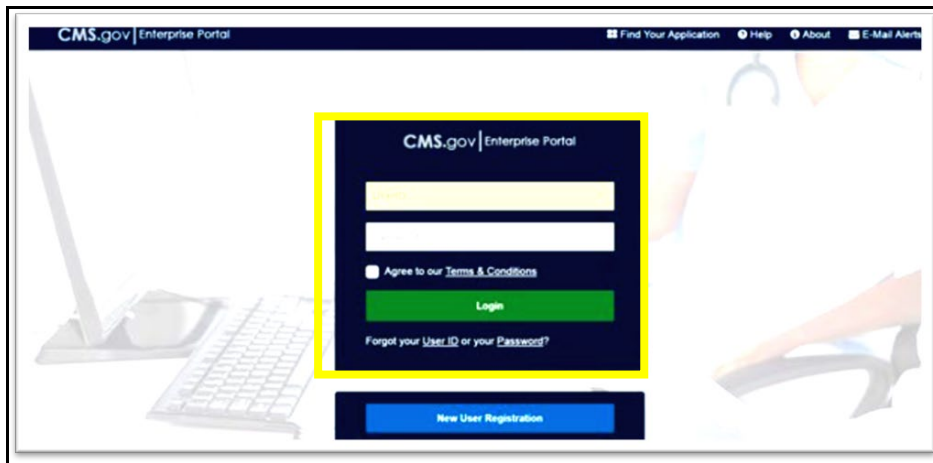 CMS.gov Enterprise Portal
Find Your Application Help About E-Mail Alerts
CMS.gov Enterprise Portal
Agree to our Terms & Conditions
Login
Forgot your User ID or your Password?
New User Registration